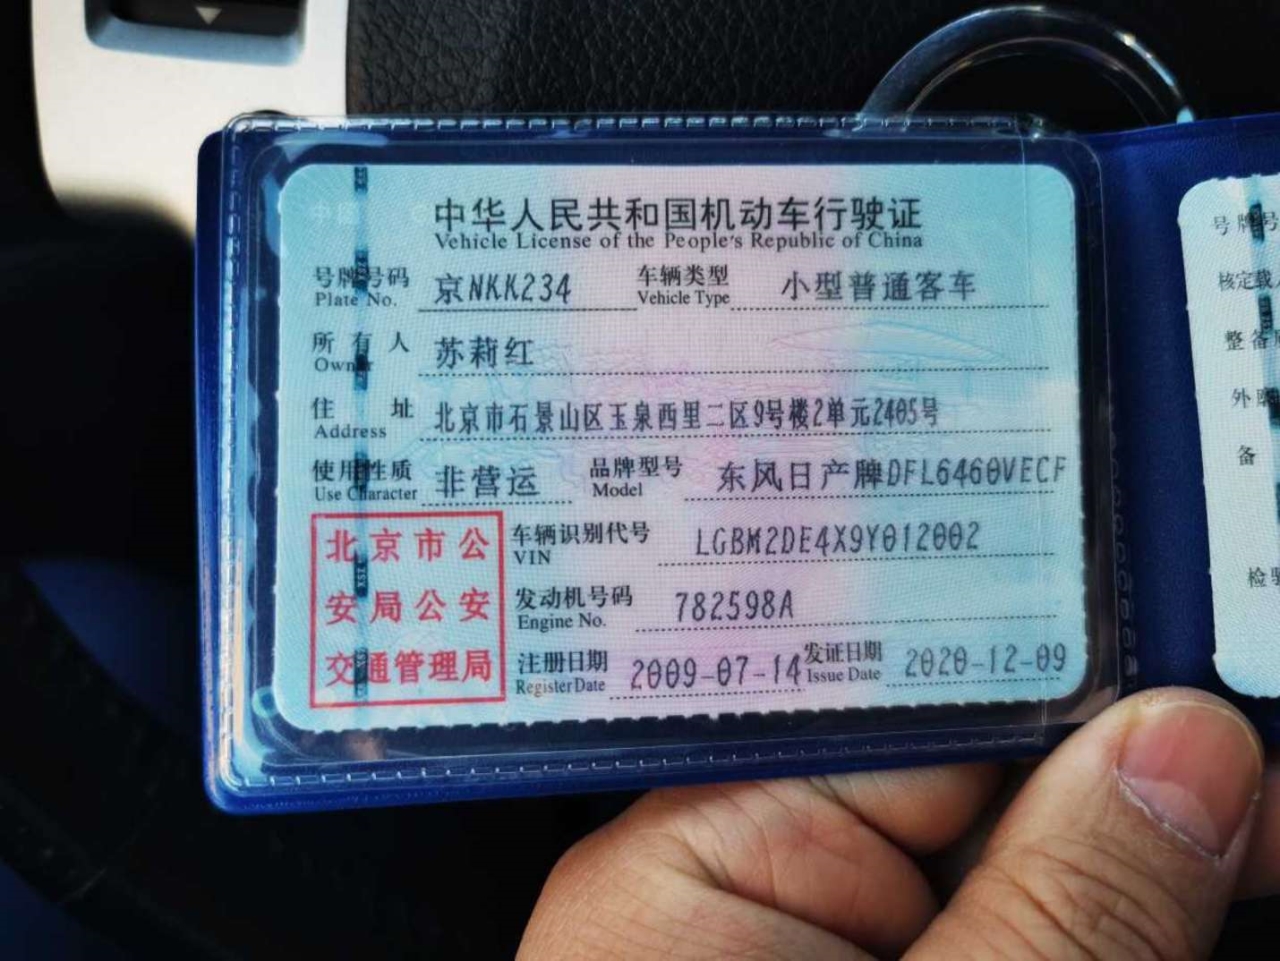 中华人民共和国机动车行驶证
Vehicle License of the People's Republic of China
号牌号码 京NKK234 车辆类型 小型普通客车
Plate No. Vehicle Type
所有人 苏莉红
Owner
住址 北京市石景山区玉泉西里二区9号楼2单元2405号
Address
使用性质 非营运 品牌型号 东风日产牌DFL6460VECF
Use Character Model
北京市公
安局公安
交通管理局
车辆识别代号 LGBM2DE4X9Y012002
VIN
发动机号码 782598A
Engine No.
注册日期 2009-07-14 发证日期 2020-12-09
Register Date Issue Date
号牌号
核定载
整备
外
备
检验